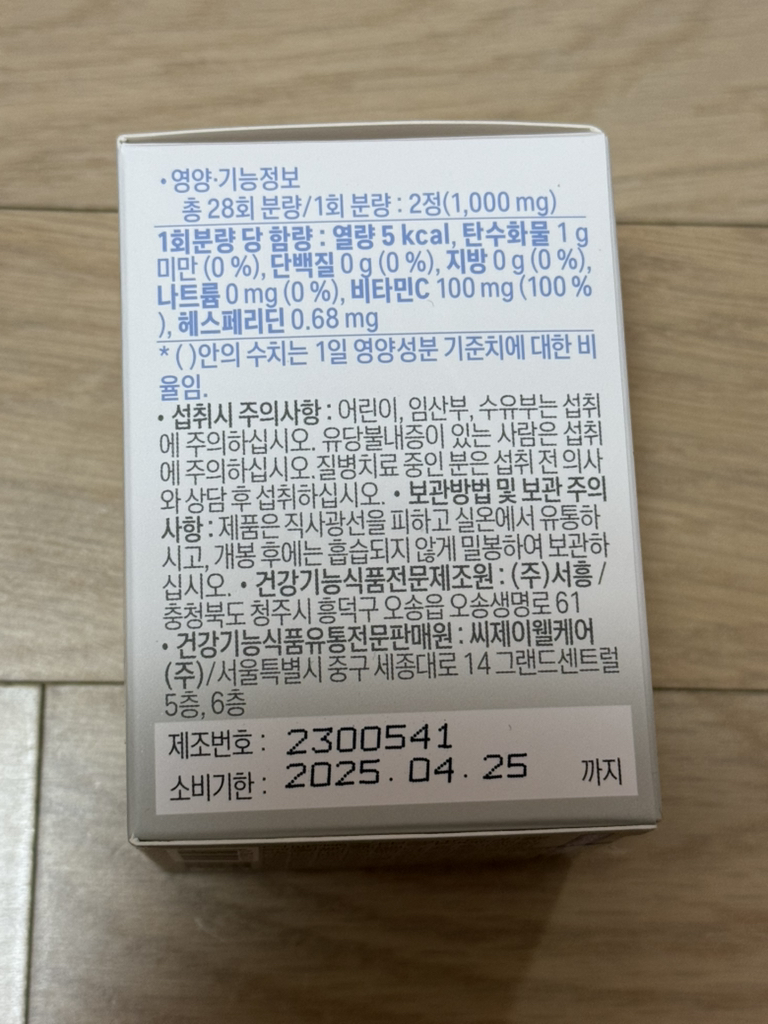 •영양·기능정보
총 28회 분량/1회 분량 : 2정(1,000 mg)
1회분량 당 함량 : 열량 5 kcal, 탄수화물 1 g
미만 (0 %), 단백질 0 g (0 %), 지방 0 g (0 %),
나트륨 0 mg (0 %), 비타민C 100 mg (100 %
), 헤스페리딘 0.68 mg
* ( )안의 수치는 1일 영양성분 기준치에 대한 비
율임.
• 섭취시 주의사항 : 어린이, 임산부, 수유부는 섭취
에 주의하십시오. 유당불내증이 있는 사람은 섭취
에 주의하십시오. 질병치료 중인 분은 섭취 전 의사
와 상담 후 섭취하십시오. • 보관방법 및 보관 주의
사항 : 제품은 직사광선을 피하고 실온에서 유통하
시고, 개봉 후에는 흡습되지 않게 밀봉하여 보관하
십시오. • 건강기능식품전문제조원 : (주)서흥 /
충청북도 청주시 흥덕구 오송읍 오송생명로 61
• 건강기능식품유통전문판매원 : 씨제이웰케어
(주)/서울특별시 중구 세종대로 14 그랜드센트럴
5층, 6층
제조번호 : 2300541
소비기한 : 2025. 04. 25 까지